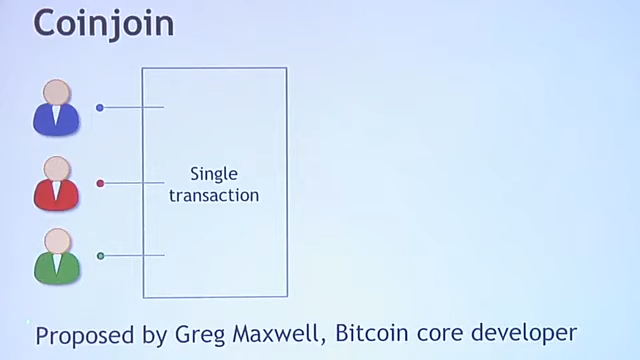 Coinjoin
Single
transaction
Proposed by Greg Maxwell, Bitcoin core developer